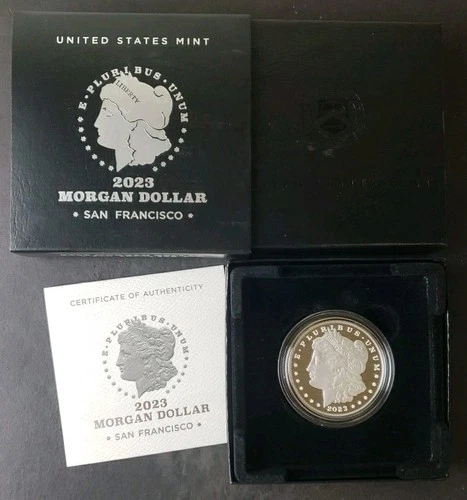 UNITED STATES MINT
E·PLURIBUS·UNUM
LIBERTY
2023
MORGAN DOLLAR
• SAN FRANCISCO •
CERTIFICATE OF AUTHENTICITY
E·PLURIBUS·UNUM
2023
MORGAN DOLLAR
• SAN FRANCISCO •
E·PLURIBUS·UNUM
2023